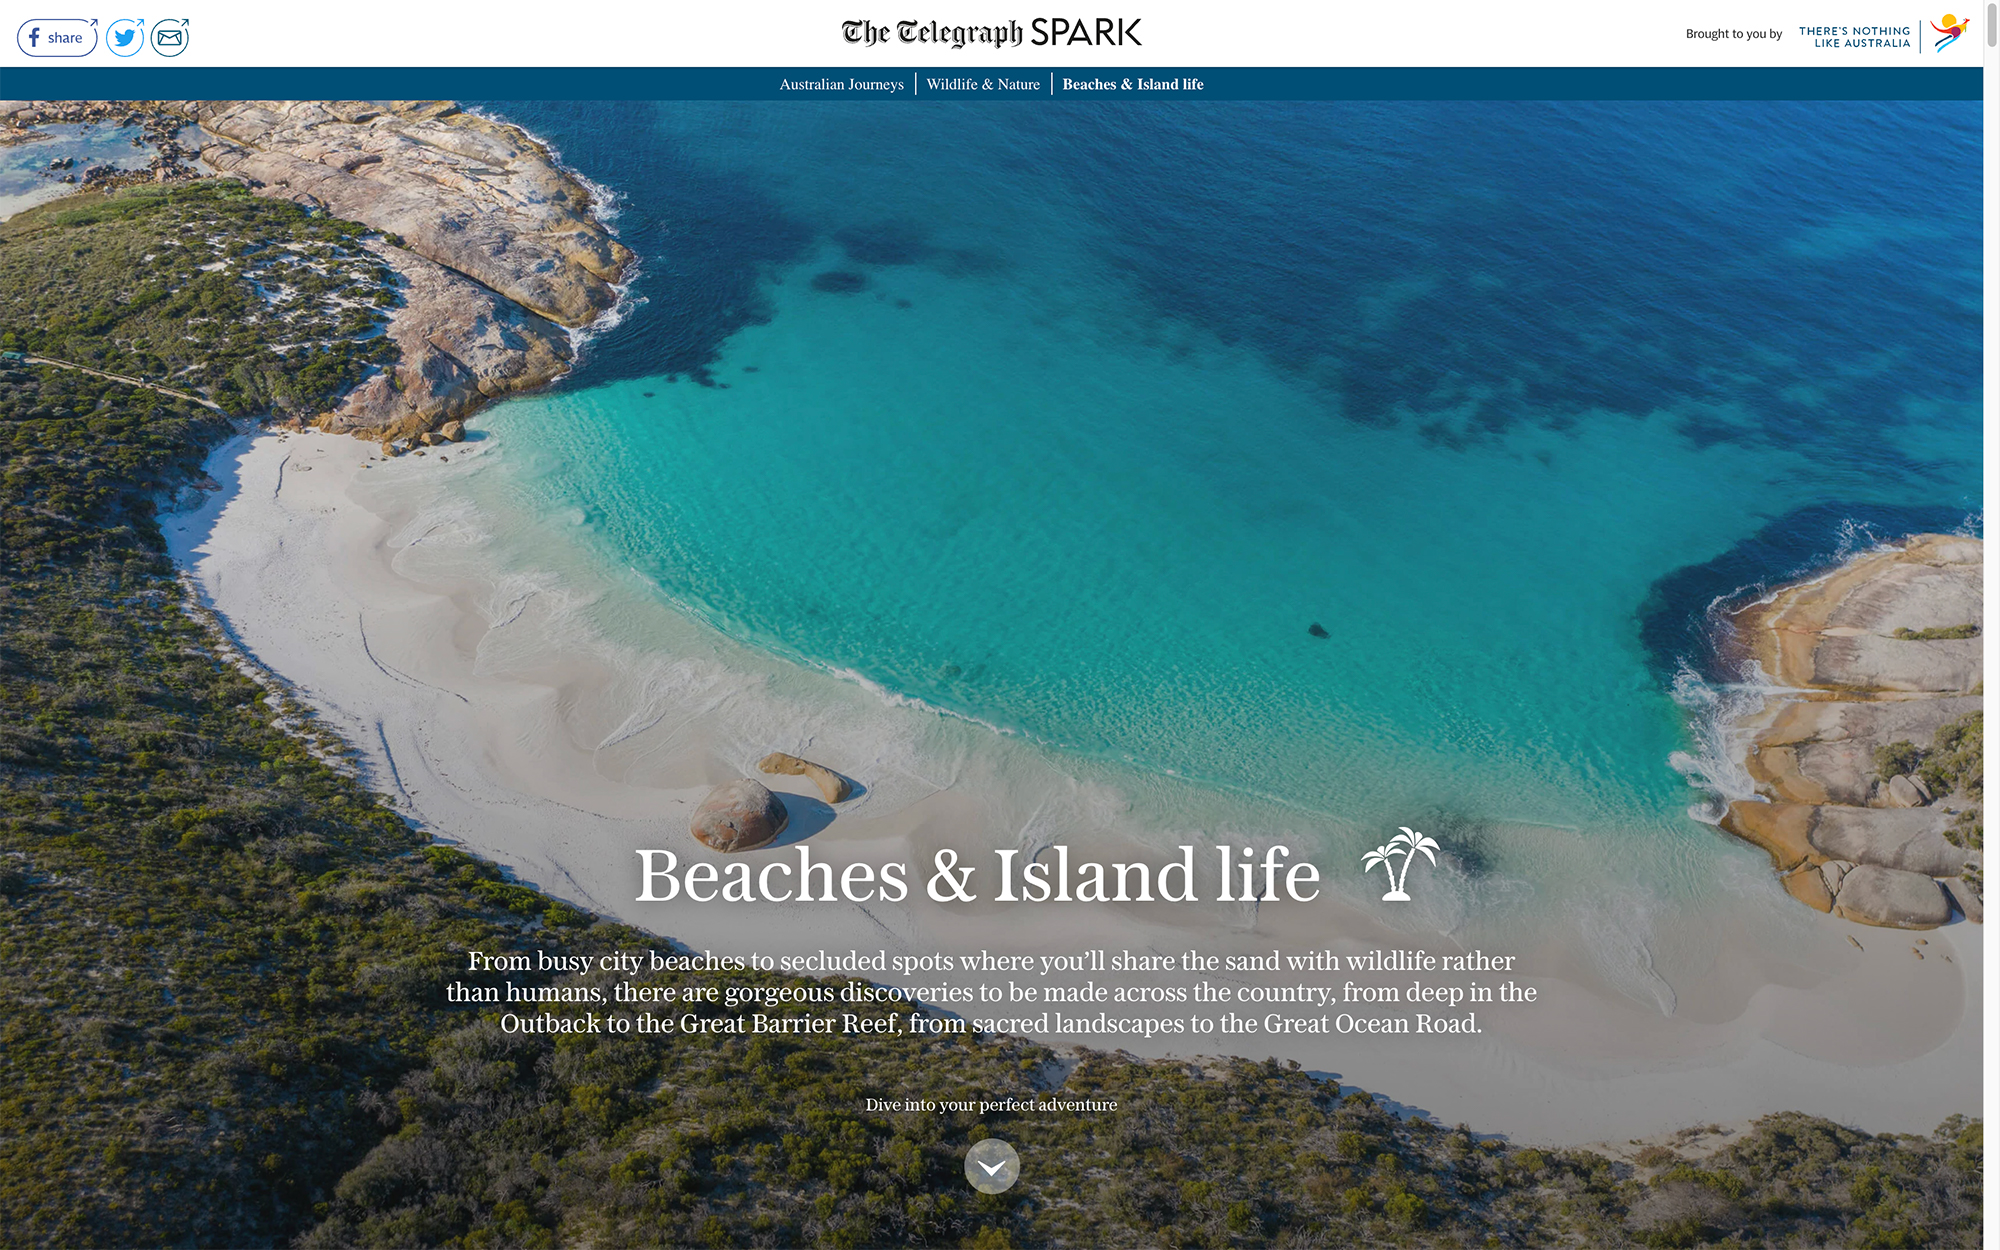 share
The Telegraph SPARK
Brought to you by
THERE'S NOTHING
LIKE AUSTRALIA
Australian Journeys
Wildlife & Nature
Beaches & Island life
Beaches & Island life
From busy city beaches to secluded spots where you’ll share the sand with wildlife rather
than humans, there are gorgeous discoveries to be made across the country, from deep in the
Outback to the Great Barrier Reef, from sacred landscapes to the Great Ocean Road.
Dive into your perfect adventure